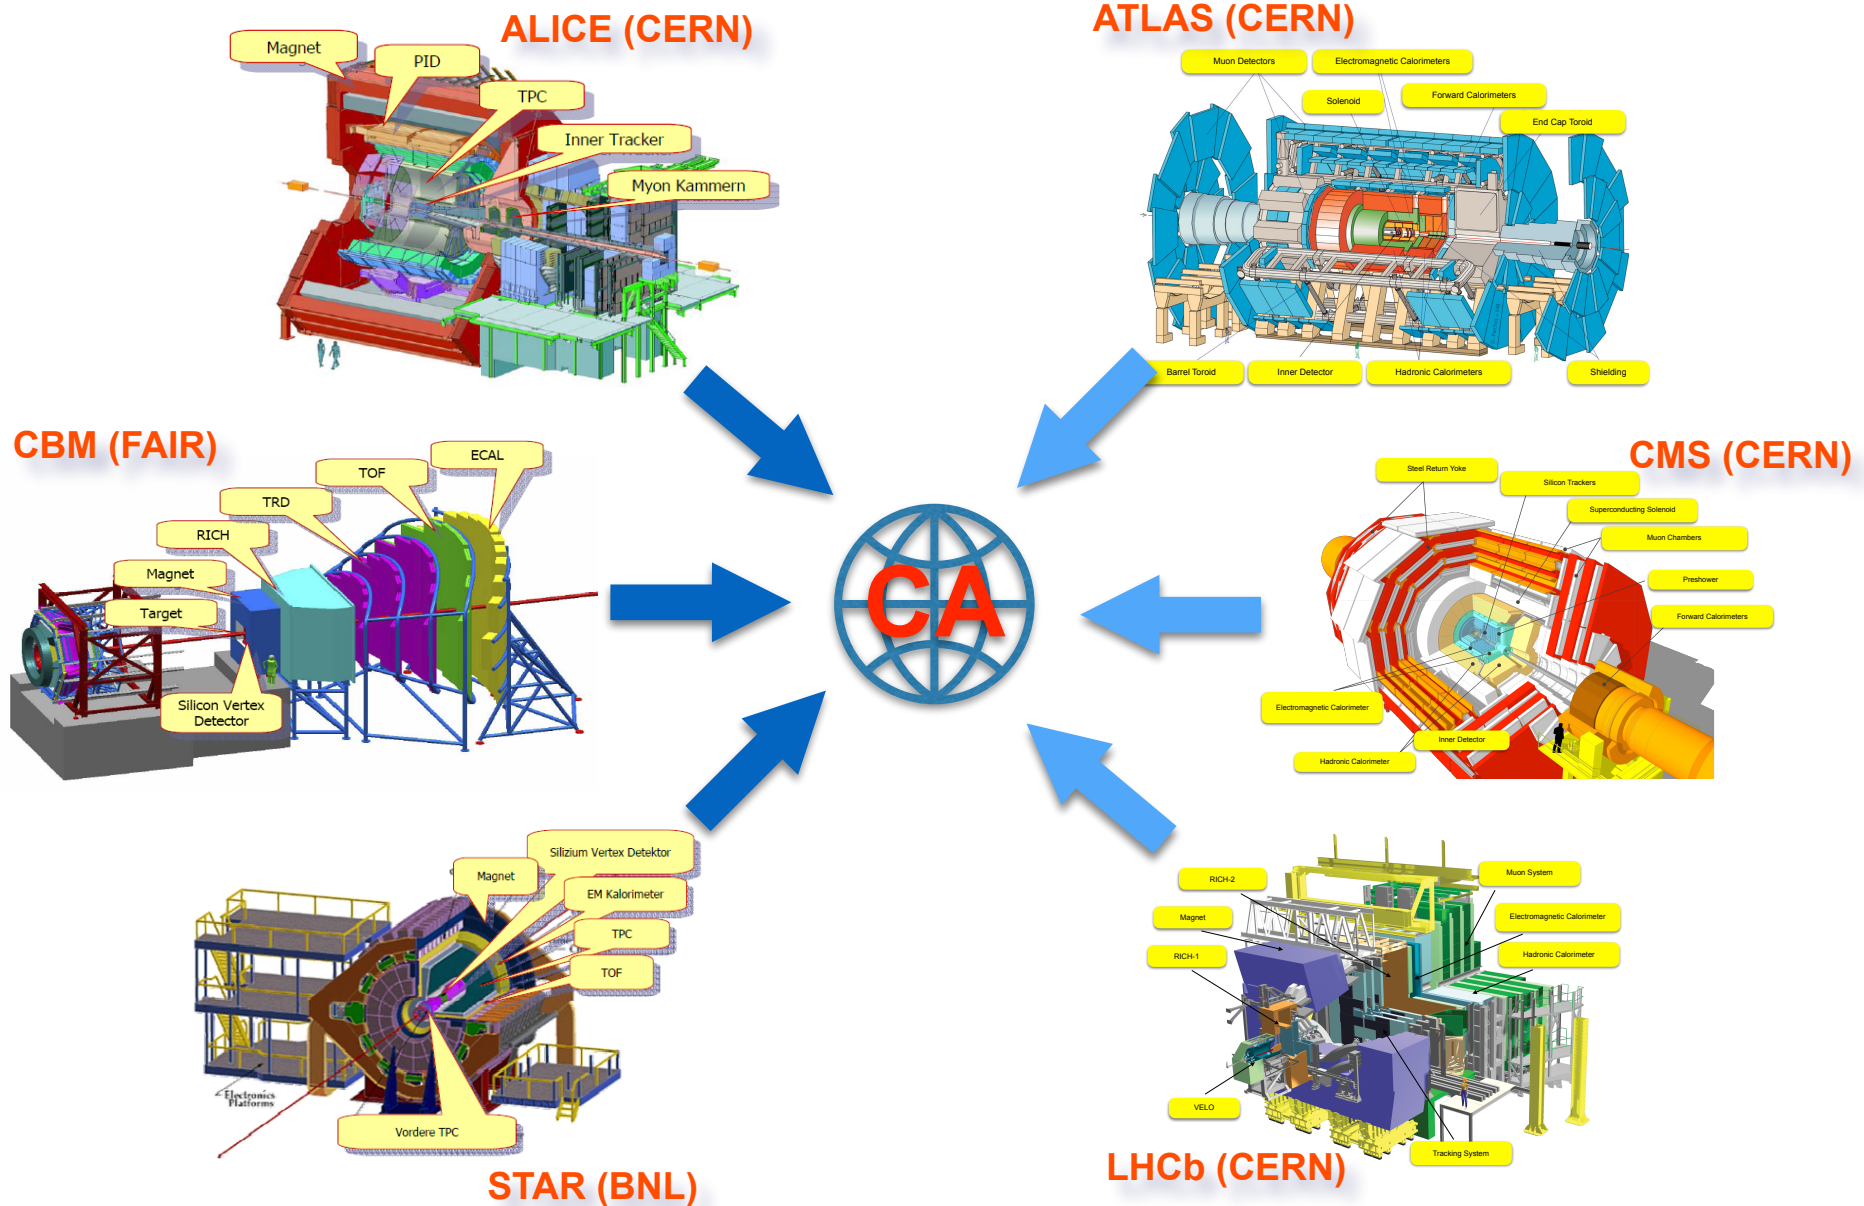 ALICE (CERN)
Magnet
PID
TPC
Inner Tracker
Myon Kammern
ATLAS (CERN)
Muon Detectors
Electromagnetic Calorimeters
Solenoid
Forward Calorimeters
End Cap Toroid
Barrel Toroid
Inner Detector
Hadronic Calorimeters
Shielding
CBM (FAIR)
ECAL
TOF
TRD
RICH
Magnet
Target
Silicon Vertex
Detector
CA
CMS (CERN)
Steel Return Yoke
Silicon Trackers
Superconducting Solenoid
Muon Chambers
Preshower
Forward Calorimeters
Electromagnetic Calorimeter
Inner Detector
Hadronic Calorimeter
Silizium Vertex Detektor
Magnet
EM Kalorimeter
TPC
TOF
Electronics
Platforms
Vordere TPC
STAR (BNL)
RICH-2
Muon System
Magnet
Electromagnetic Calorimeter
RICH-1
Hadronic Calorimeter
VELO
Tracking System
LHCb (CERN)